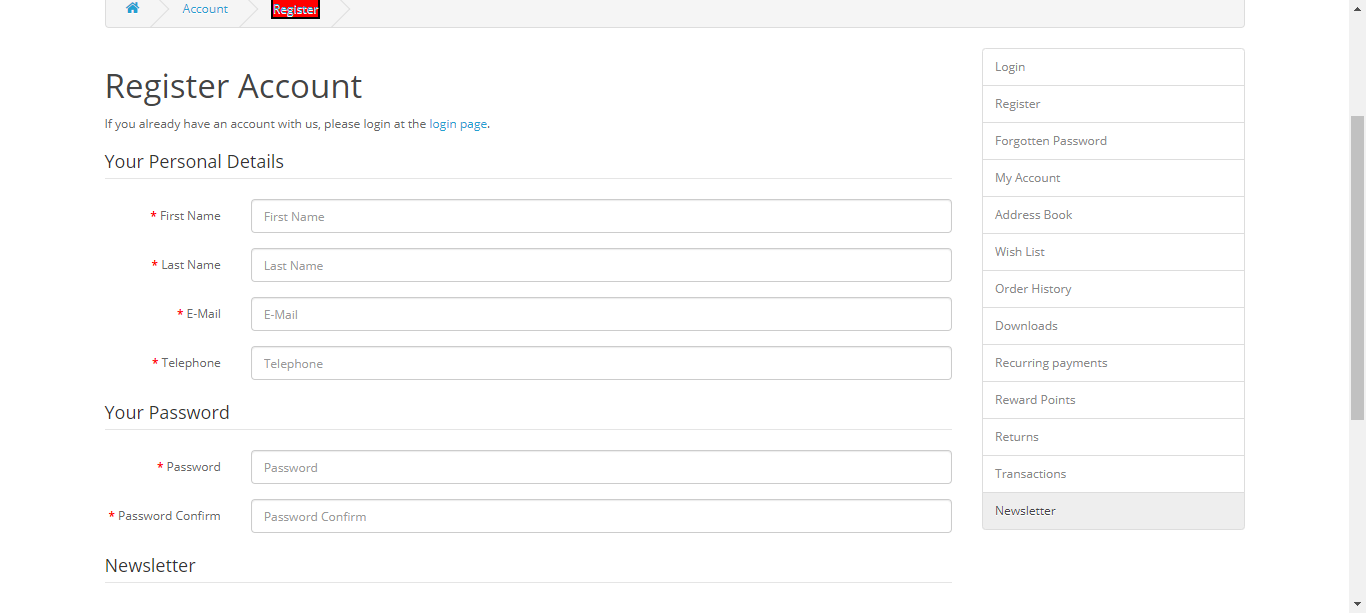 Account
Register
Register Account
If you already have an account with us, please login at the login page.
Your Personal Details
* First Name
First Name
* Last Name
Last Name
* E-Mail
E-Mail
* Telephone
Telephone
Your Password
* Password
Password
* Password Confirm
Password Confirm
Newsletter
Login
Register
Forgotten Password
My Account
Address Book
Wish List
Order History
Downloads
Recurring payments
Reward Points
Returns
Transactions
Newsletter